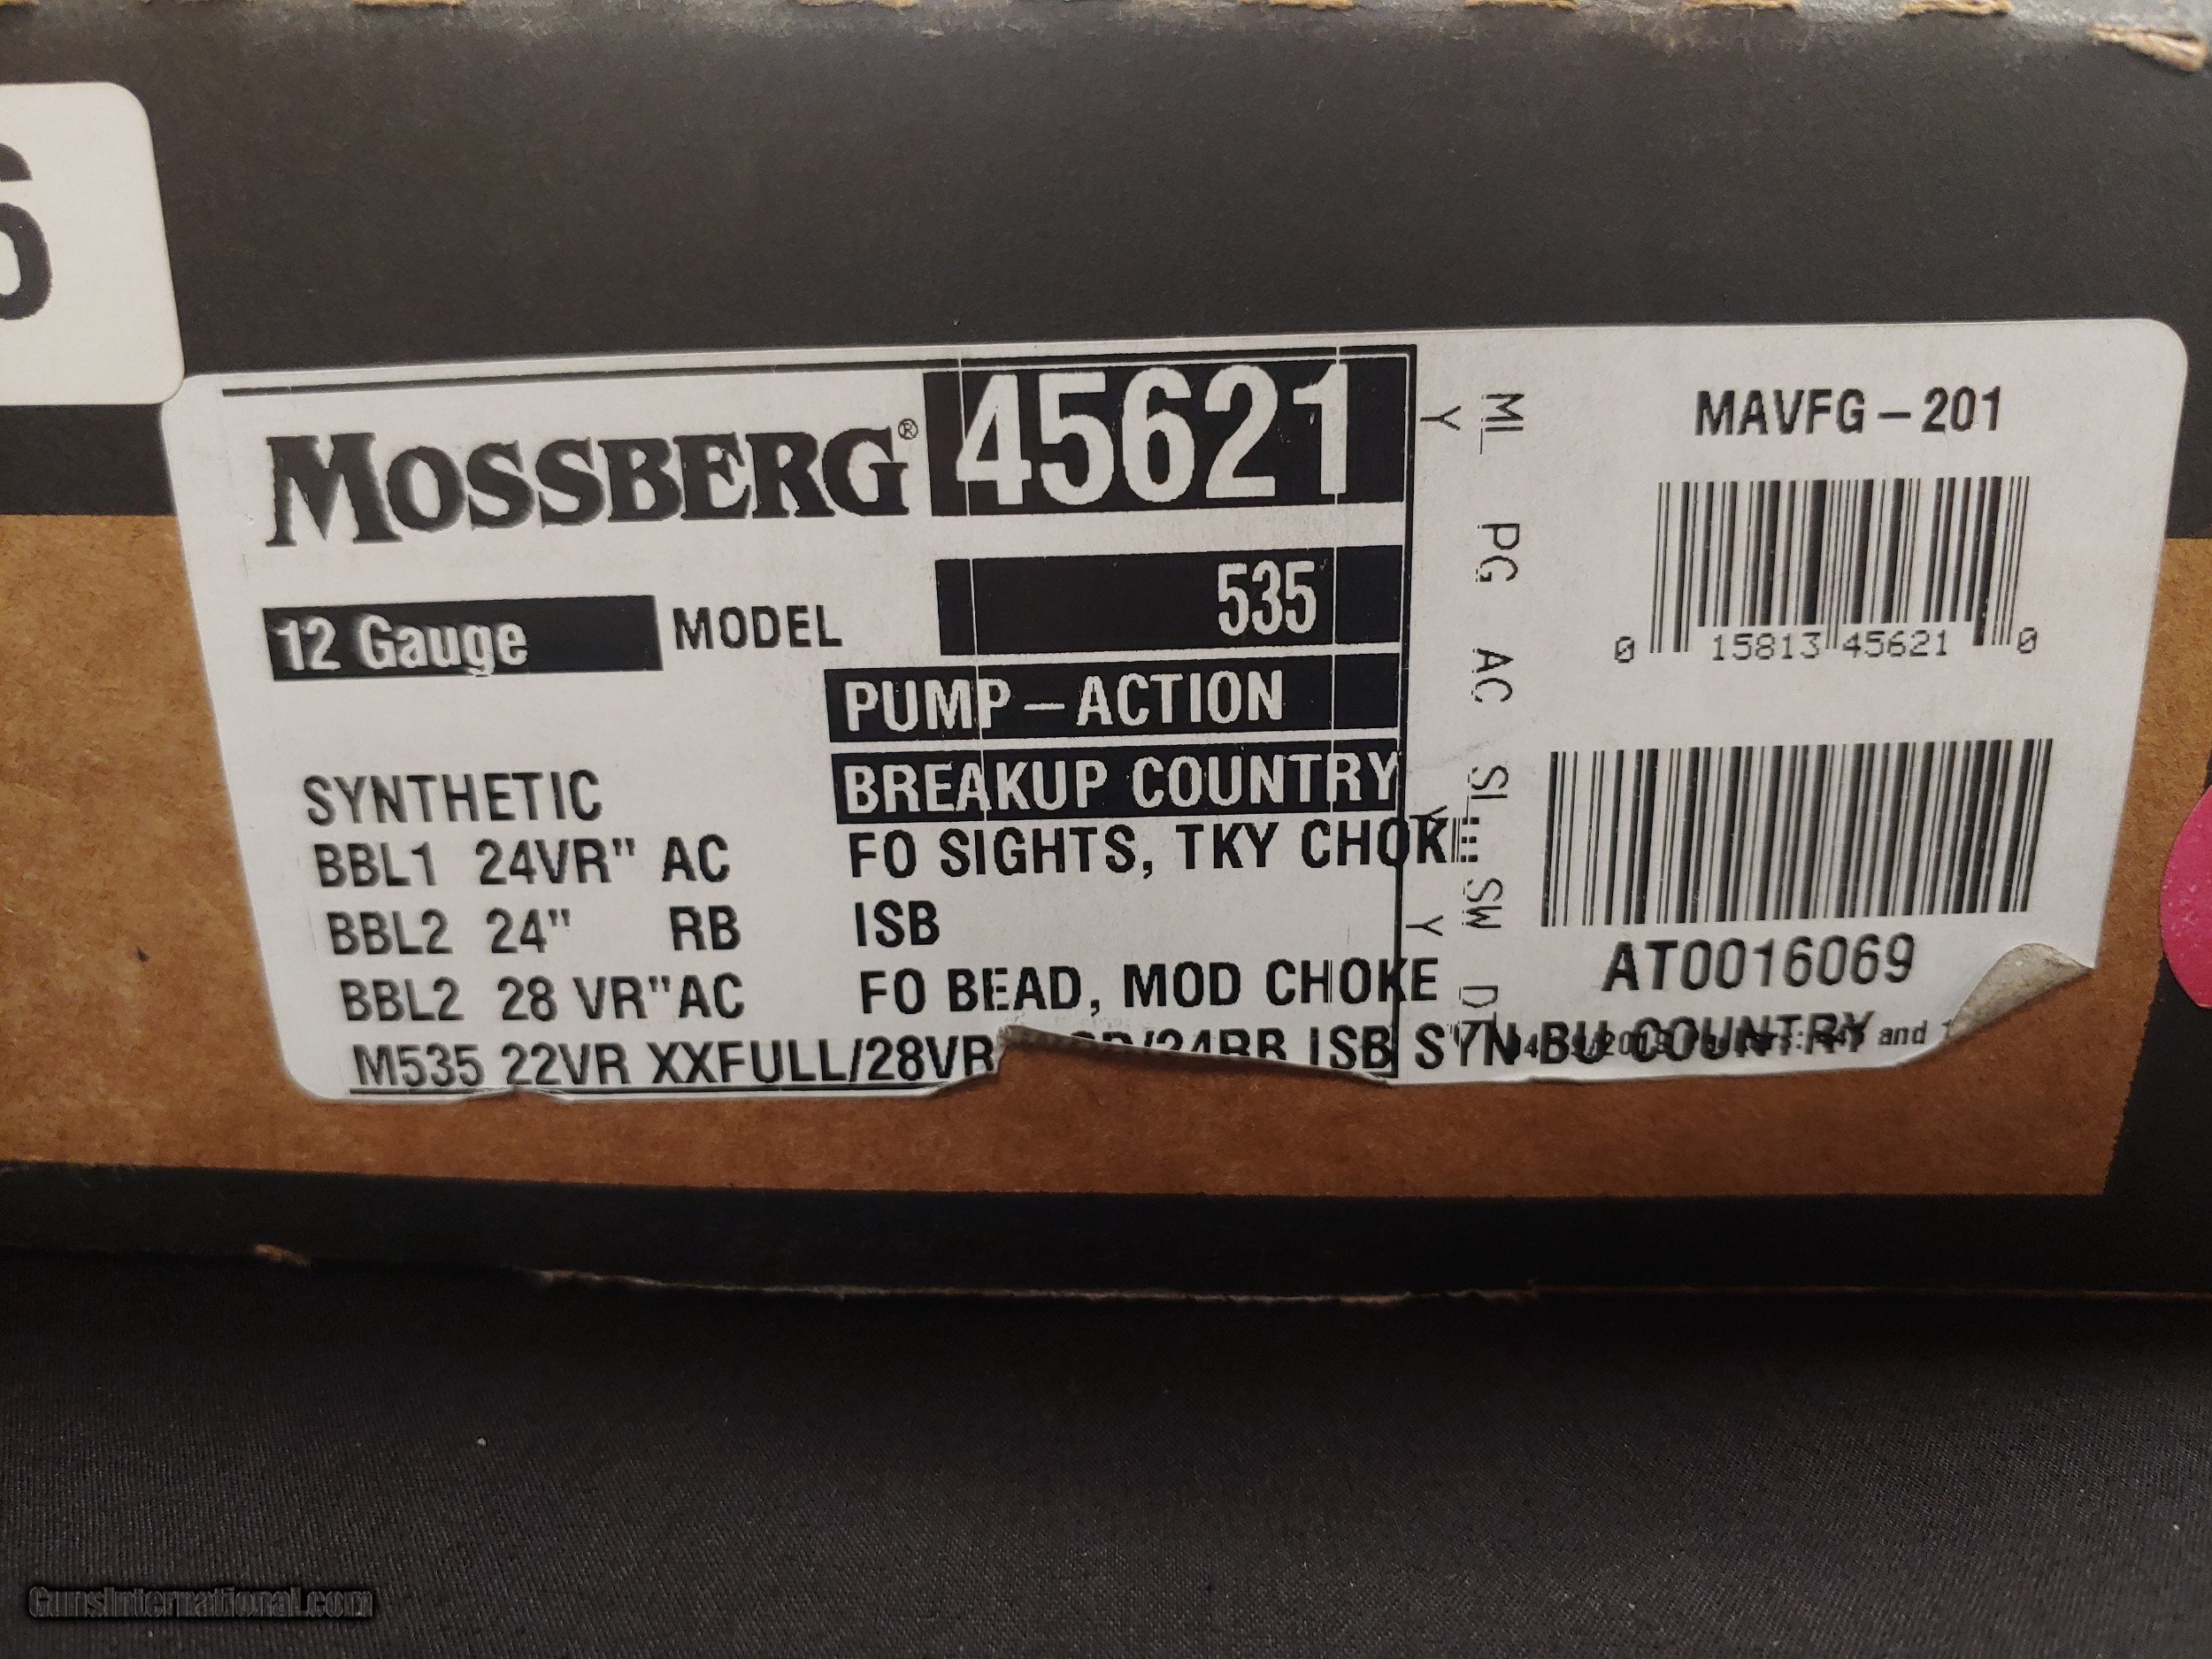 6
MOSSBERG® 45621
12 Gauge MODEL 535
PUMP-ACTION
SYNTHETIC BREAKUP COUNTRY
BBL1 24VR" AC FO SIGHTS, TKY CHOKE
BBL2 24" RB ISB
BBL2 28 VR"AC FO BEAD, MOD CHOKE
M535 22VR XXFULL/28VR ISB SYN BU COUNTRY and
ML PG AC SL SW
Y Y Y
MAVFG-201
0 15813 45621 0
AT0016069
GunsInternational.com